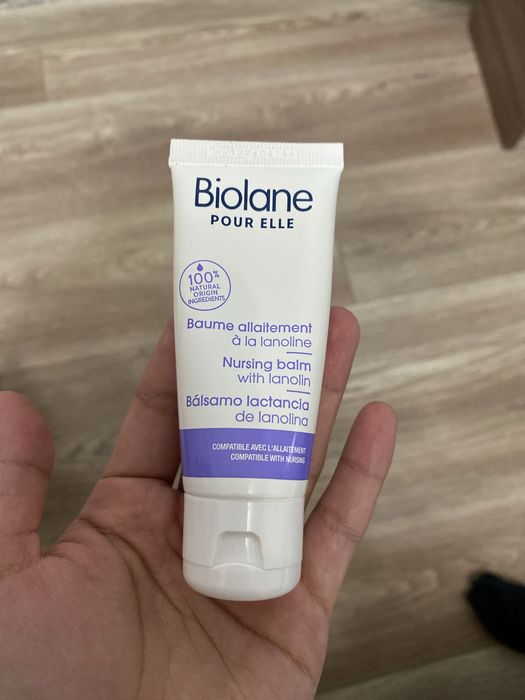 Biolane
POUR ELLE
100%
NATURAL
ORIGIN
INGREDIENTS
Baume allaitement
à la lanoline
Nursing balm
with lanolin
Bálsamo lactancia
de lanolina
COMPATIBLE AVEC L'ALLAITEMENT
COMPATIBLE WITH NURSING